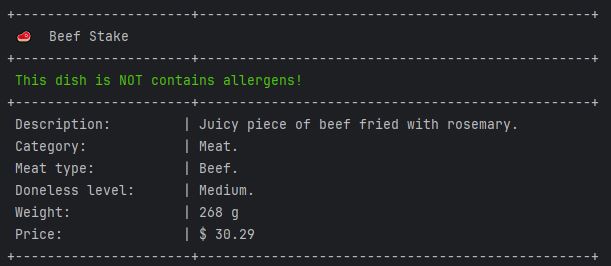 +----------------------+-------------------------------------------------+
🥩  Beef Stake
+----------------------+-------------------------------------------------+
This dish is NOT contains allergens!
+----------------------+-------------------------------------------------+
Description:         | Juicy piece of beef fried with rosemary.
Category:            | Meat.
Meat type:           | Beef.
Doneless level:      | Medium.
Weight:              | 268 g
Price:               | $ 30.29
+----------------------+-------------------------------------------------+